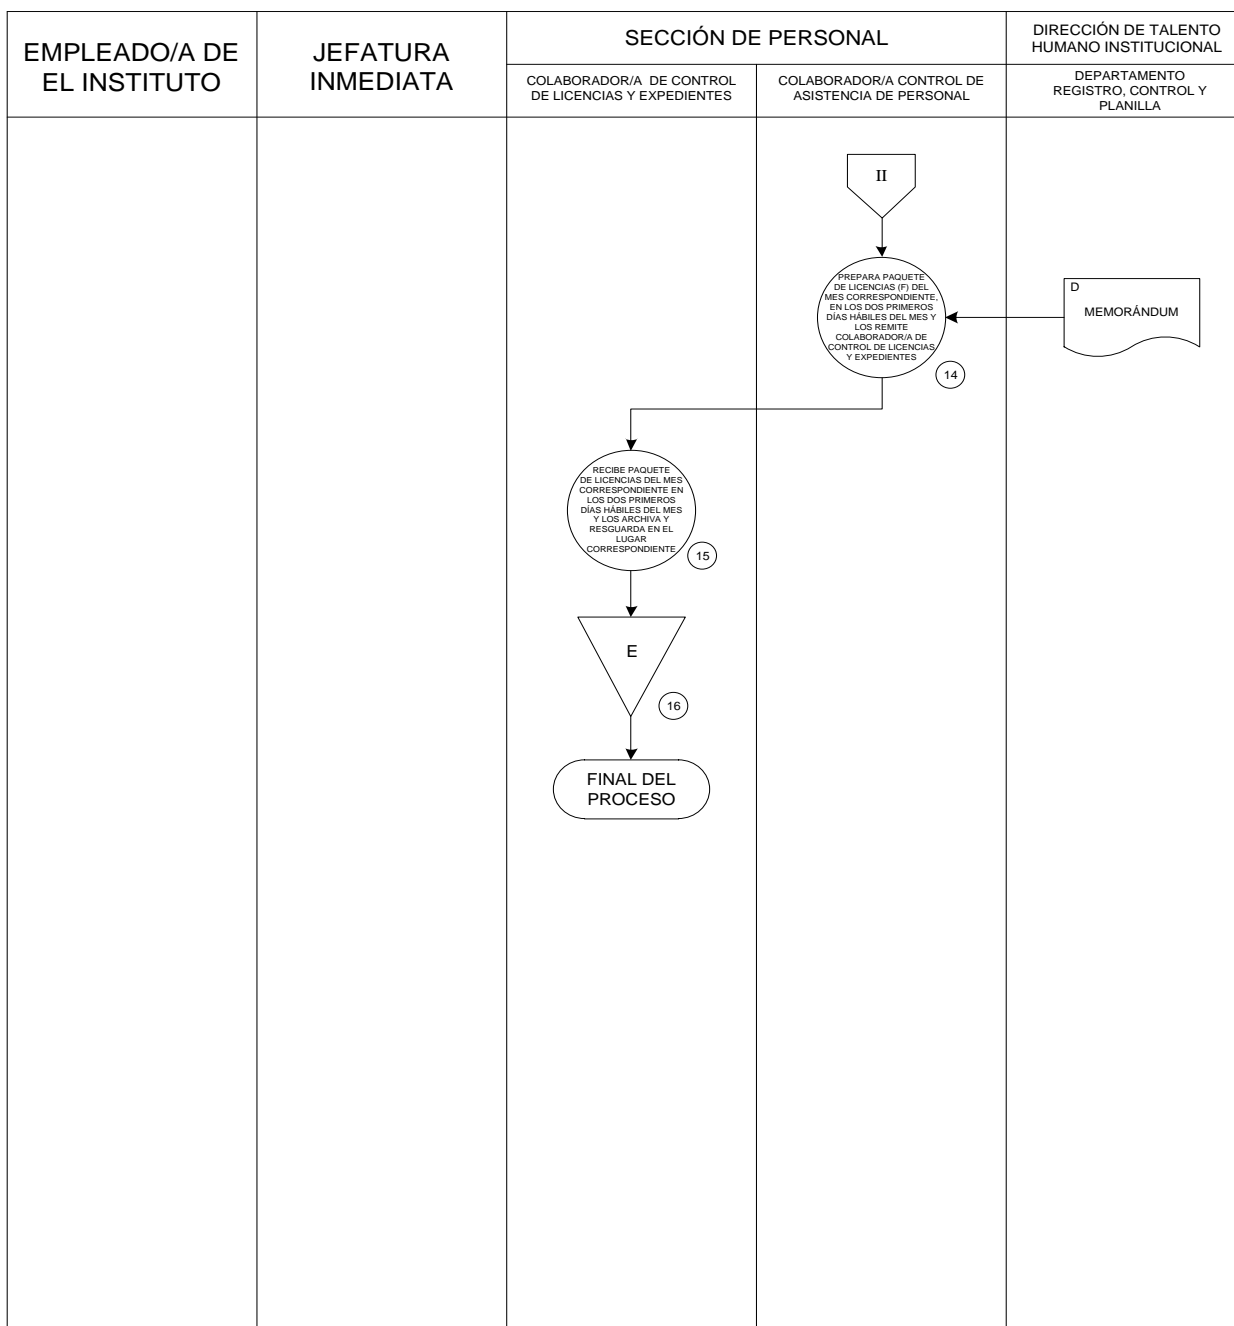 EMPLEADO/A DE
EL INSTITUTO
JEFATURA
INMEDIATA
SECCIÓN DE PERSONAL
DIRECCIÓN DE TALENTO
HUMANO INSTITUCIONAL
COLABORADOR/A DE CONTROL
DE LICENCIAS Y EXPEDIENTES
COLABORADOR/A CONTROL DE
ASISTENCIA DE PERSONAL
DEPARTAMENTO
REGISTRO, CONTROL Y
PLANILLA
II
PREPARA PAQUETE
DE LICENCIAS (F) DEL
MES CORRESPONDIENTE,
EN LOS DOS PRIMEROS
DÍAS HÁBILES DEL MES Y
LOS REMITE
COLABORADOR/A DE
CONTROL DE LICENCIAS
Y EXPEDIENTES
14
D
MEMORÁNDUM
RECIBE PAQUETE
DE LICENCIAS DEL MES
CORRESPONDIENTE EN
LOS DOS PRIMEROS
DÍAS HÁBILES DEL MES
Y LOS ARCHIVA Y
RESGUARDA EN EL
LUGAR
CORRESPONDIENTE
15
E
16
FINAL DEL
PROCESO